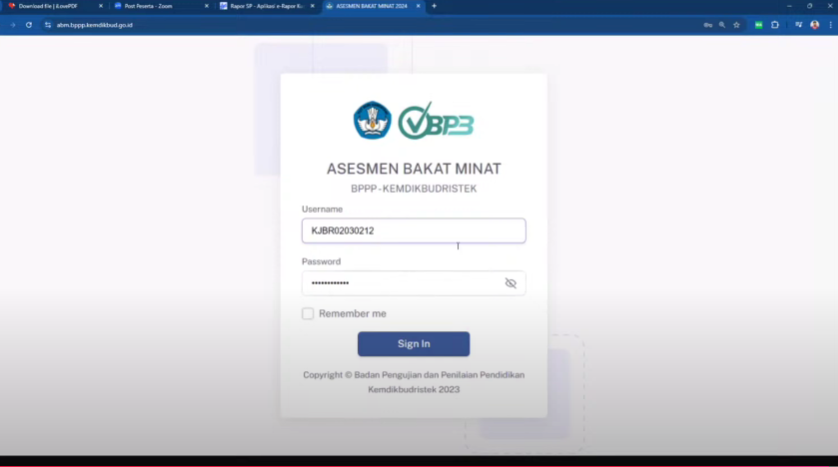 Download file | iLovePDF
Post Peserta - Zoom
Rapor SP - Aplikasi e-Rapor Ku
ASESMEN BAKAT MINAT 2024
abm.bppp.kemdikbud.go.id
BP3
ASESMEN BAKAT MINAT
BPPP - KEMDIKBUDRISTEK
Username
KJBR02030212
Password
••••••••••••
Remember me
Sign In
Copyright © Badan Pengujian dan Penilaian Pendidikan
Kemdikbudristek 2023